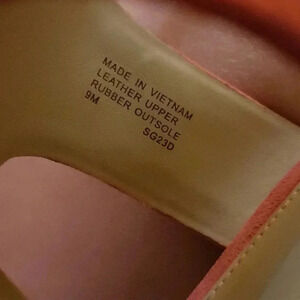 MADE IN VIETNAM
LEATHER UPPER
RUBBER OUTSOLE
9M SG23D